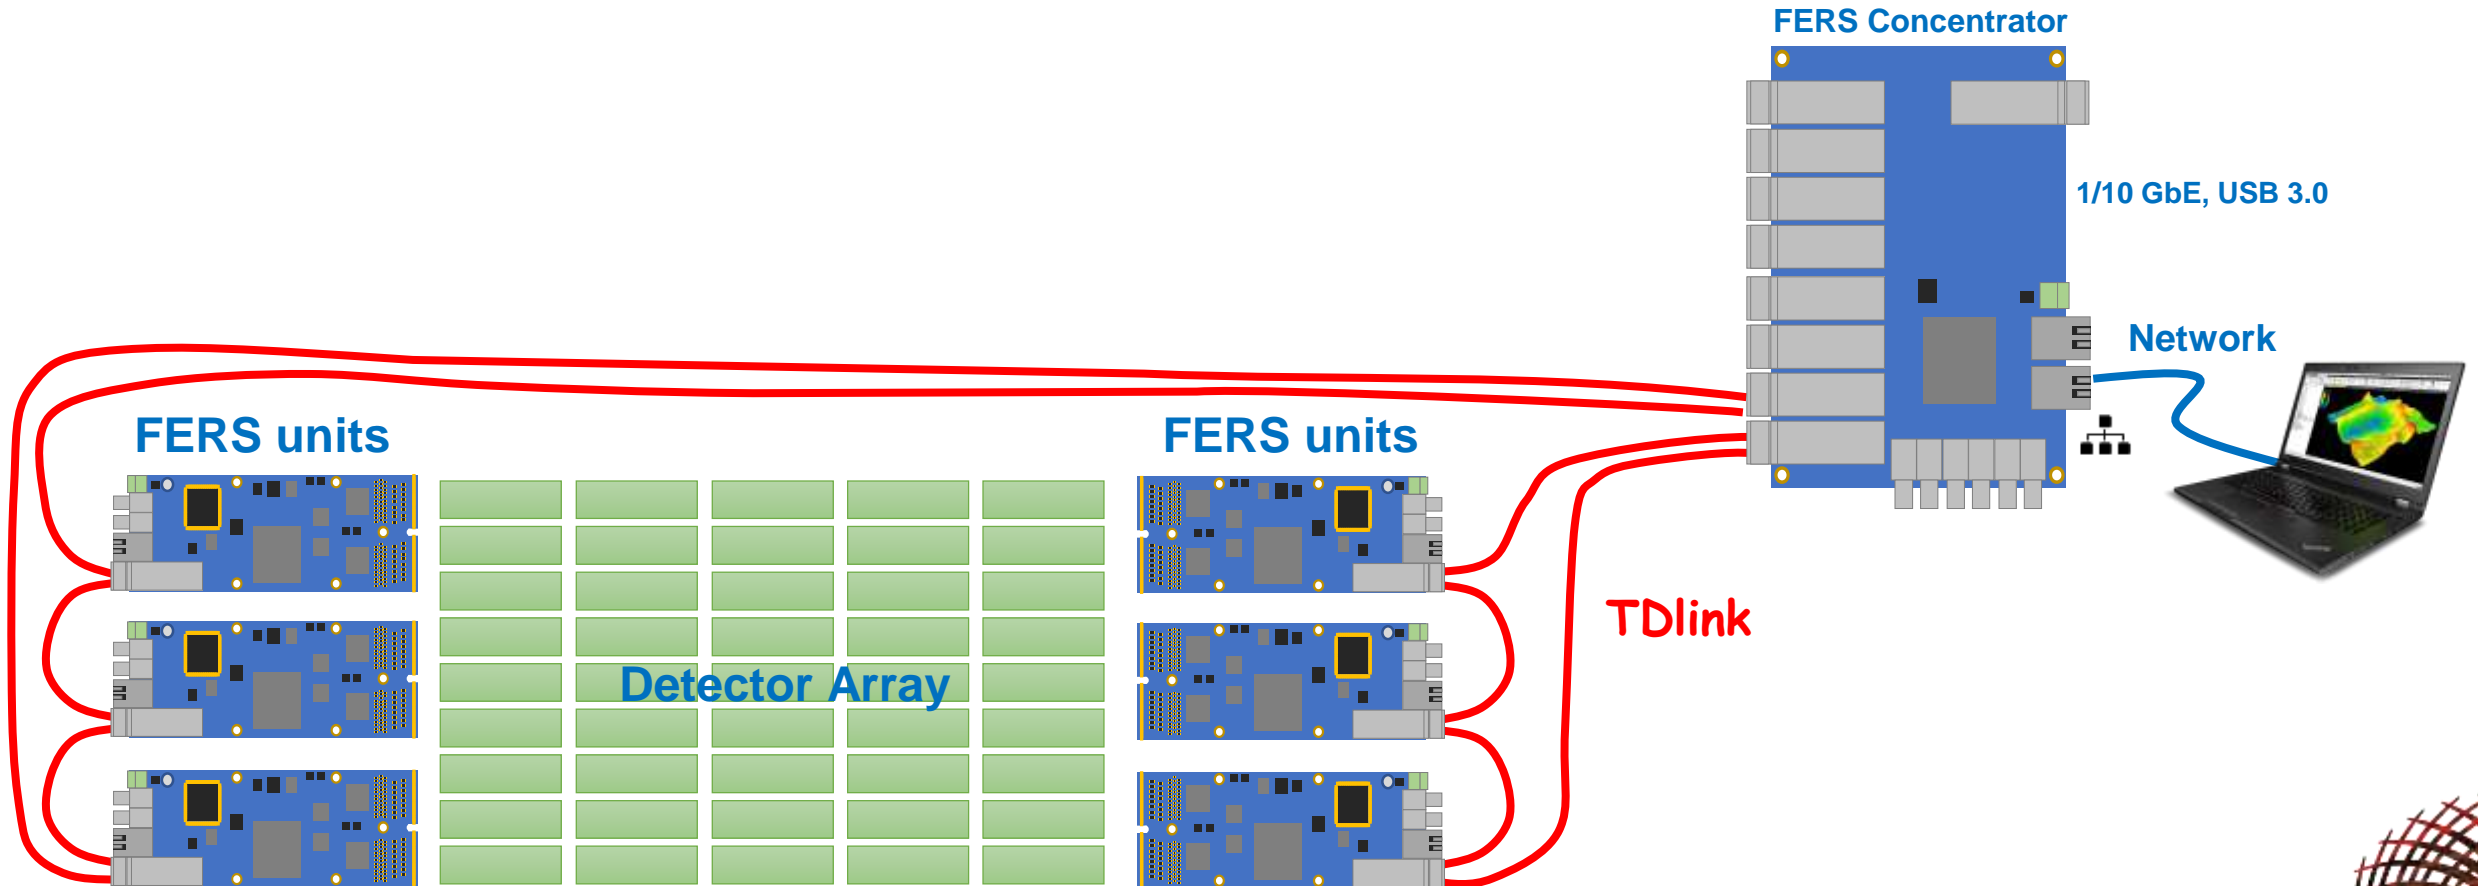 FERS Concentrator
1/10 GbE, USB 3.0
Network
FERS units
FERS units
TDlink
Detector Array